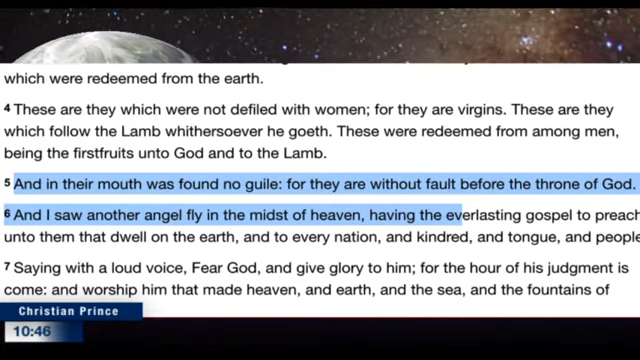 which were redeemed from the earth.
4 These are they which were not defiled with women; for they are virgins. These are they
which follow the Lamb whithersoever he goeth. These were redeemed from among men,
being the firstfruits unto God and to the Lamb.
5 And in their mouth was found no guile: for they are without fault before the throne of God.
6 And I saw another angel fly in the midst of heaven, having the everlasting gospel to preach
unto them that dwell on the earth, and to every nation, and kindred, and tongue, and people
7 Saying with a loud voice, Fear God, and give glory to him; for the hour of his judgment is
come: and worship him that made heaven, and earth, and the sea, and the fountains of
Christian Prince
10:46